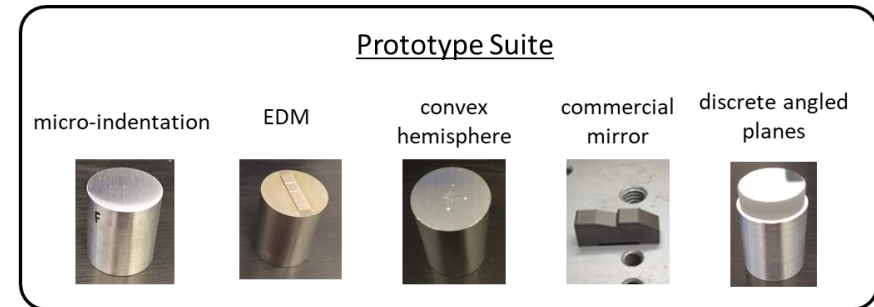 Prototype Suite
micro-indentation
EDM
convex
hemisphere
commercial
mirror
discrete angled
planes
F